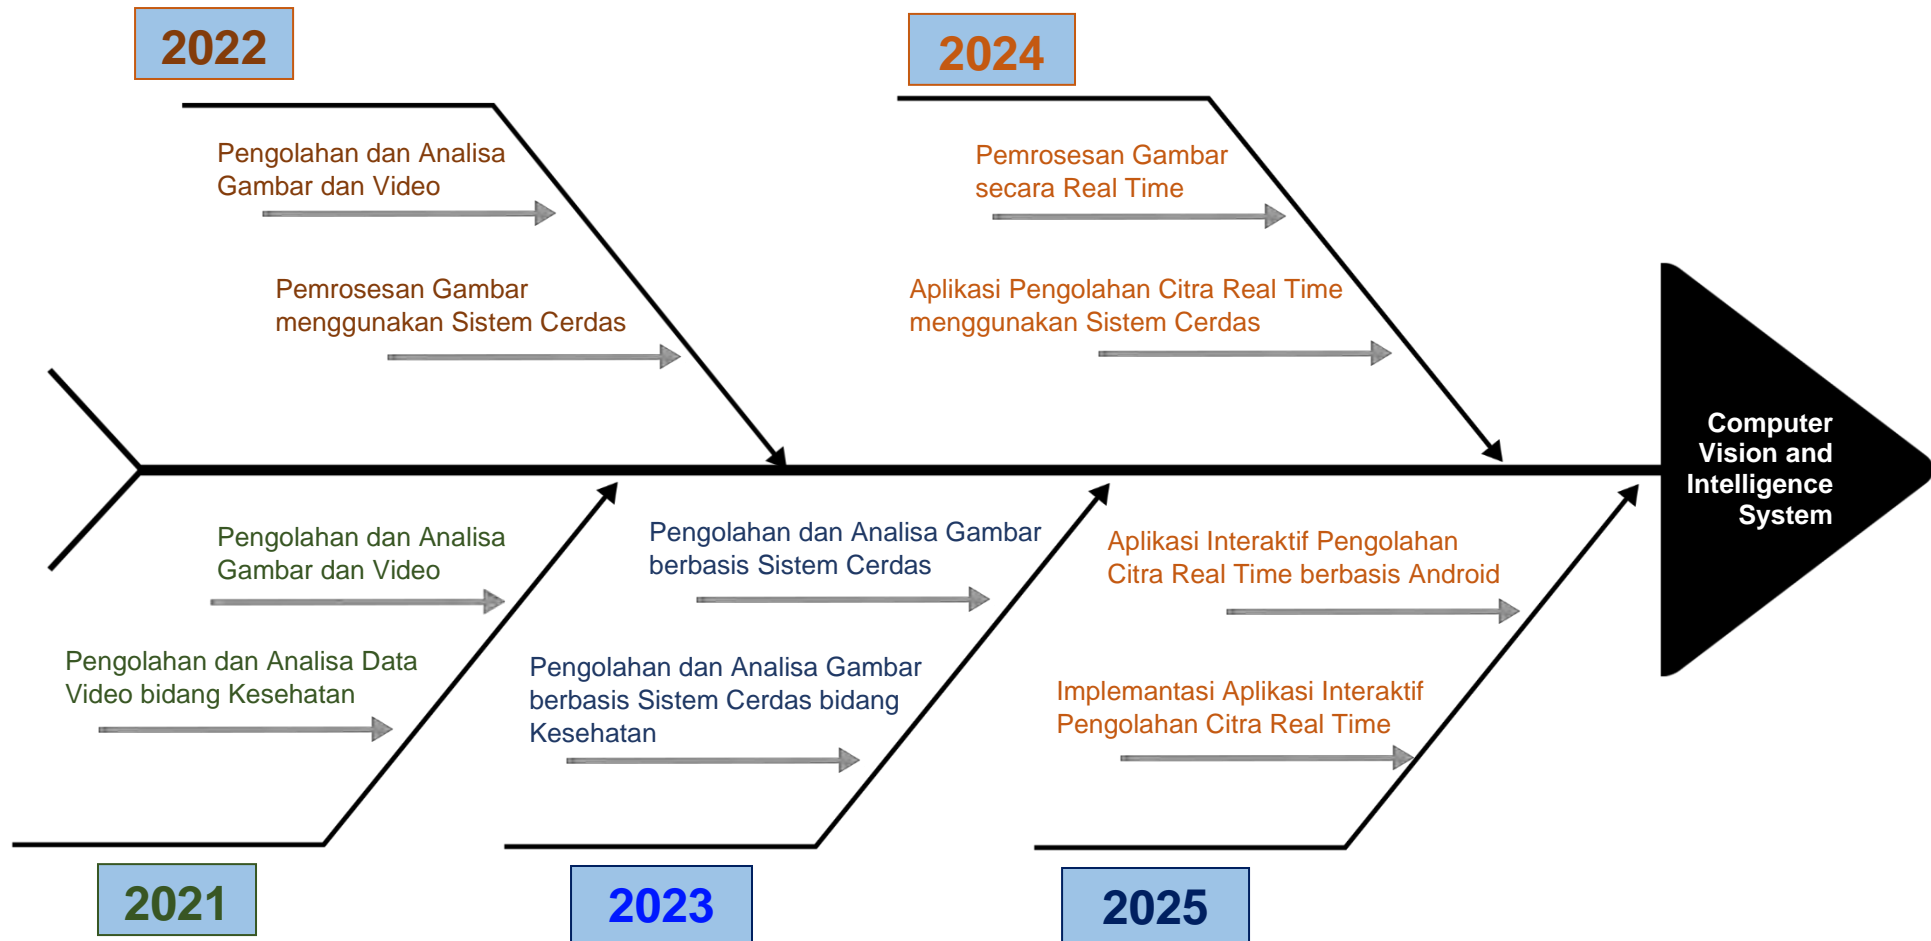 2022
2024
Pengolahan dan Analisa
Gambar dan Video
Pemrosesan Gambar
menggunakan Sistem Cerdas
Pemrosesan Gambar
secara Real Time
Aplikasi Pengolahan Citra Real Time
menggunakan Sistem Cerdas
Computer
Vision and
Intelligence
System
Pengolahan dan Analisa
Gambar dan Video
Pengolahan dan Analisa Data
Video bidang Kesehatan
Pengolahan dan Analisa Gambar
berbasis Sistem Cerdas
Pengolahan dan Analisa Gambar
berbasis Sistem Cerdas bidang
Kesehatan
Aplikasi Interaktif Pengolahan
Citra Real Time berbasis Android
Implemantasi Aplikasi Interaktif
Pengolahan Citra Real Time
2021
2023
2025